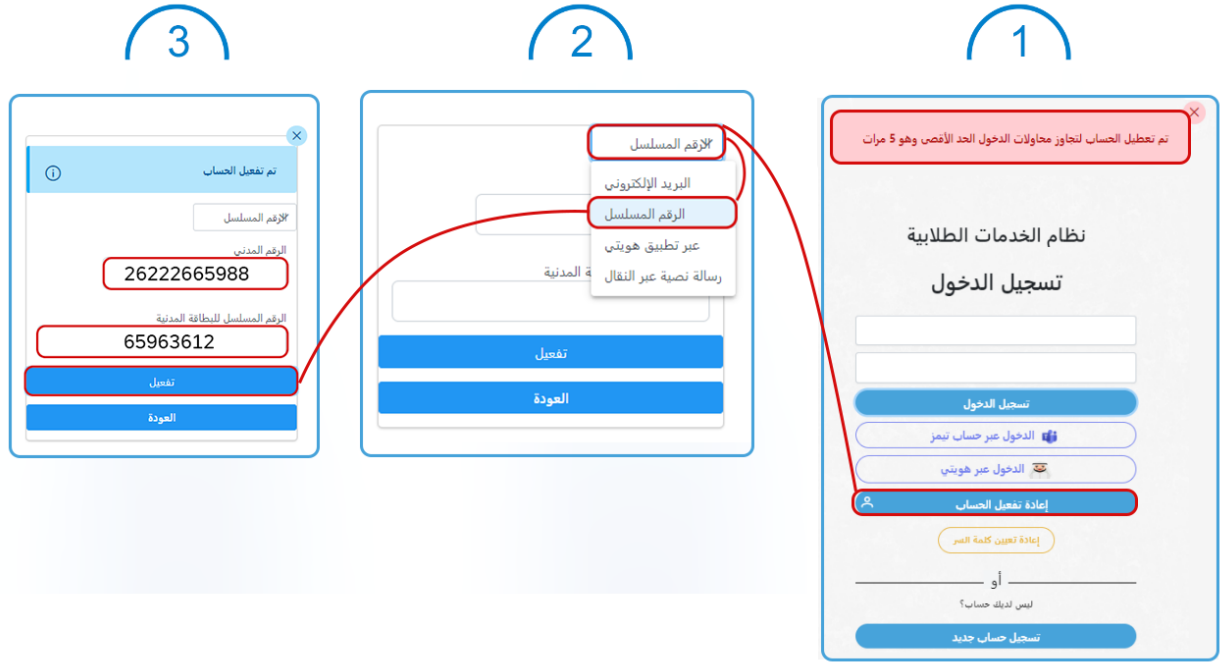 1
تم تعطيل الحساب لتجاوز محاولات الدخول الحد الأقصى وهو 5 مرات
نظام الخدمات الطلابية
تسجيل الدخول
تسجيل الدخول
الدخول عبر حساب تيمز
الدخول عبر هويتي
إعادة تفعيل الحساب
إعادة تعيين كلمة السر
أو
ليس لديك حساب؟
تسجيل حساب جديد
2
الرقم المسلسل
البريد الإلكتروني
الرقم المسلسل
عبر تطبيق هويتي
رسالة نصية عبر النقال
المدنية
تفعيل
العودة
3
تم تفعيل الحساب
الرقم المسلسل
الرقم المدني
26222665988
الرقم المسلسل للبطاقة المدنية
65963612
تفعيل
العودة